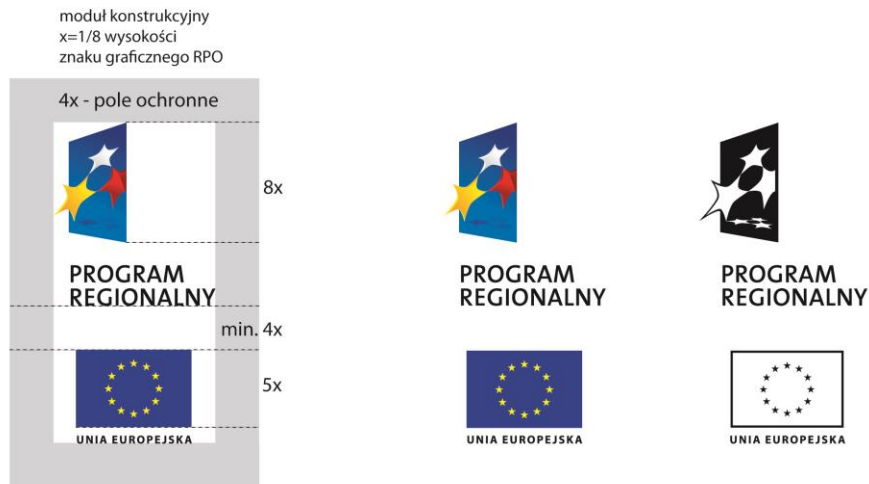 moduł konstrukcyjny
x=1/8 wysokości
znaku graficznego RPO
4x - pole ochronne
8x
PROGRAM
REGIONALNY
min. 4x
5x
UNIA EUROPEJSKA
PROGRAM
REGIONALNY
UNIA EUROPEJSKA
PROGRAM
REGIONALNY
UNIA EUROPEJSKA